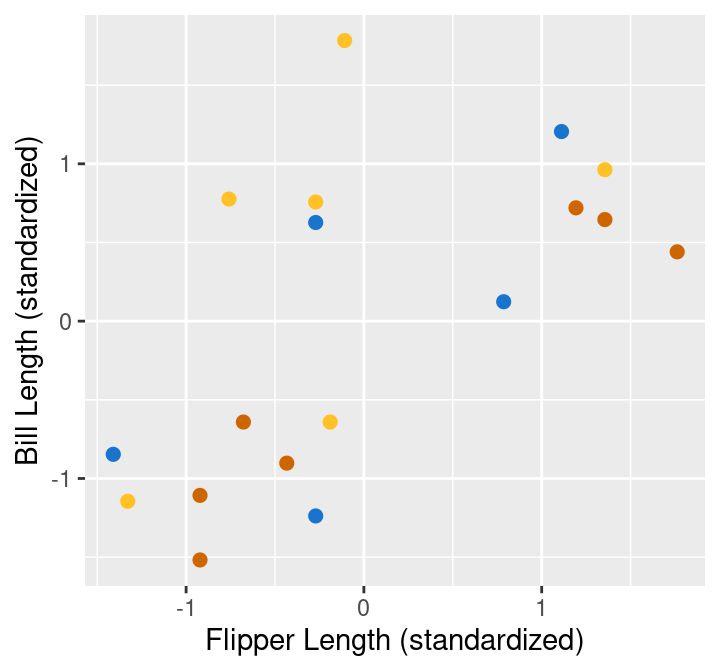 Bill Length (standardized)
1
0
-1
-1 0 1
Flipper Length (standardized)